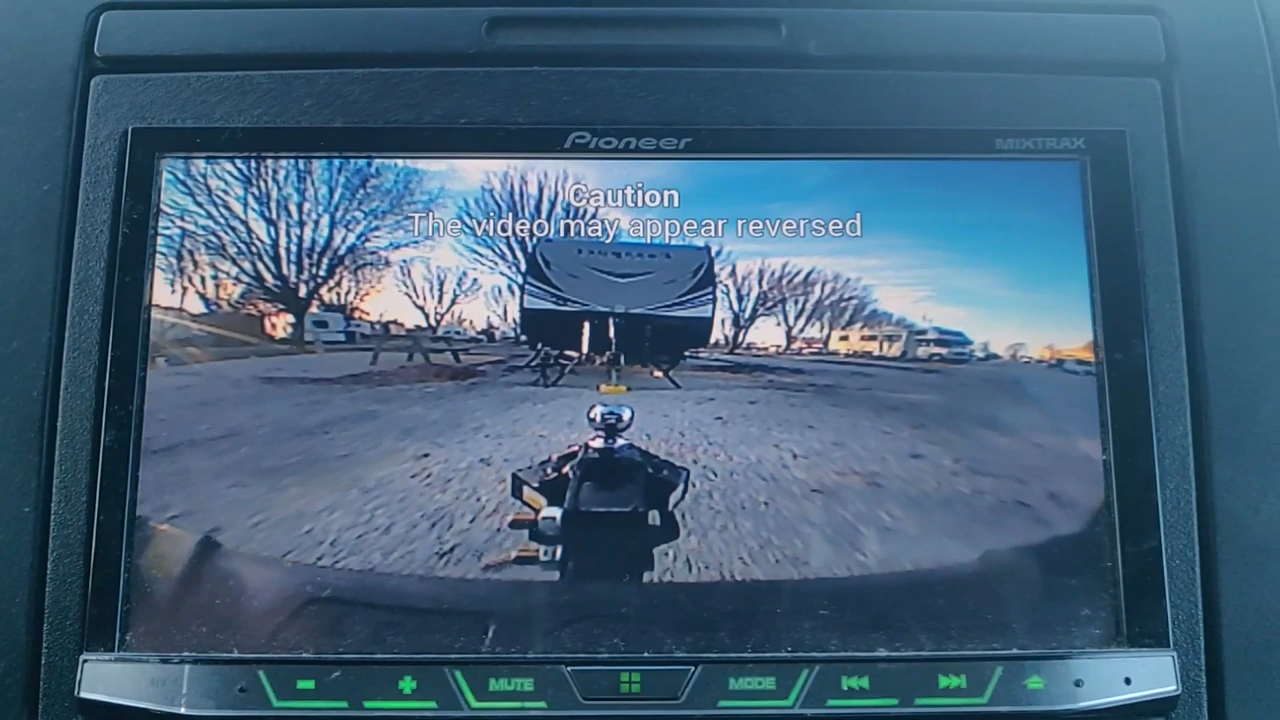 Pioneer
MIXTRAX
Caution
The video may appear reversed
MUTE
MODE